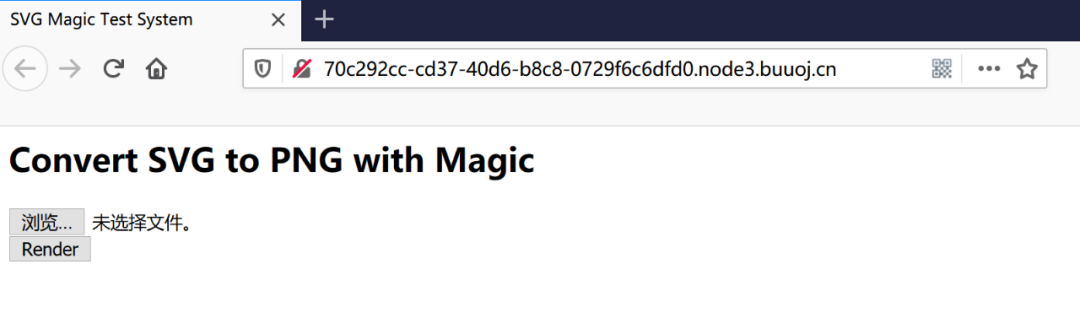 SVG Magic Test System
70c292cc-cd37-40d6-b8c8-0729f6c6dfd0.node3.buuoj.cn
Convert SVG to PNG with Magic
浏览... 未选择文件。
Render